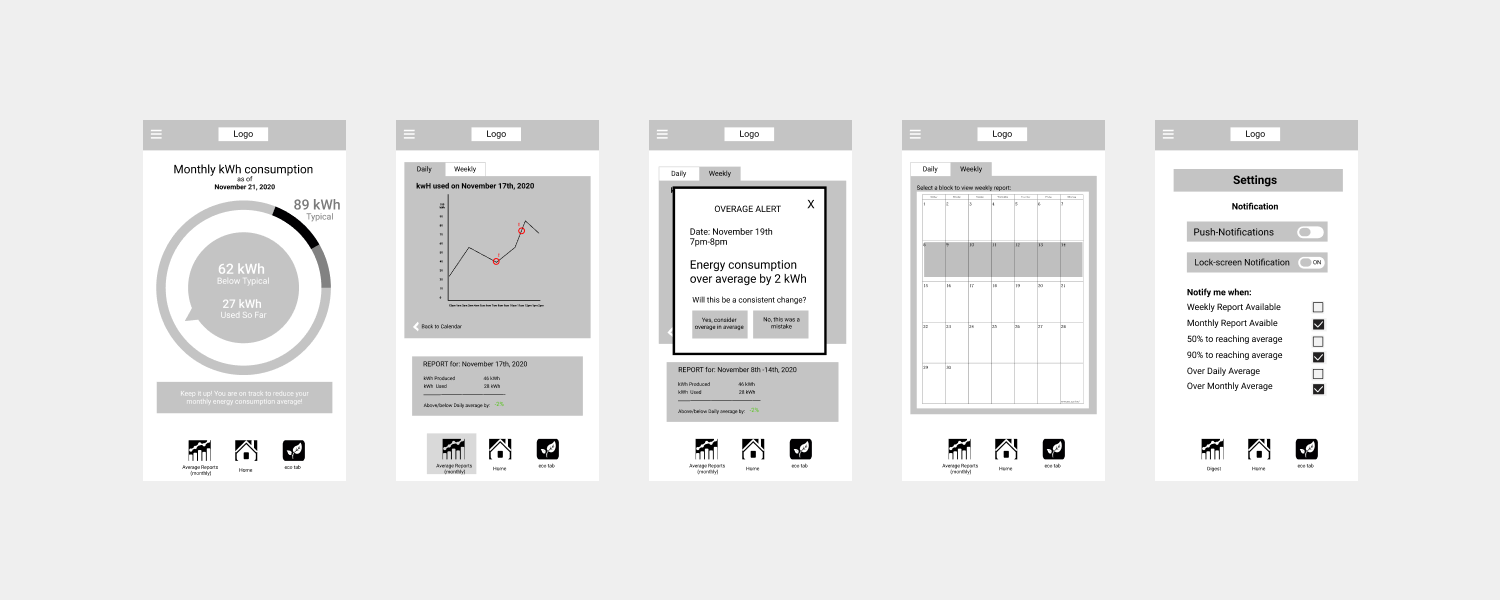 Logo
Monthly kWh consumption
as of
November 21, 2020
89 kWh
Typical
62 kWh
Below Typical
27 kWh
Used So Far
Keep it up! You are on track to reduce your
monthly energy consumption average!
Average Reports
(monthly)
Home
eco tab
Logo
Daily
Weekly
kwH used on November 17th, 2020
90
80
70
60
50
40
30
20
10
0
Back to Calendar
REPORT for: November 17th, 2020
kWh Produced 46 kWh
kWh Used 28 kWh
Above/below Daily average by: -2%
Average Reports
(monthly)
Home
eco tab
Logo
Daily
Weekly
OVERAGE ALERT
X
Date: November 19th
7pm-8pm
Energy consumption
over average by 2 kWh
Will this be a consistent change?
Yes, consider
overage in average
No, this was a
mistake
REPORT for: November 8th -14th, 2020
kWh Produced 46 kWh
kWh Used 28 kWh
Above/below Daily average by: -2%
Average Reports
(monthly)
Home
eco tab
Logo
Daily
Weekly
Select a block to view weekly report:
1 2 3 4 5 6 7
8 9 10 11 12 13 14
15 16 17 18 19 20 21
22 23 24 25 26 27 28
29 30
Average Reports
(monthly)
Home
eco tab
Logo
Settings
Notification
Push-Notifications
Lock-screen Notification ON
Notify me when:
Weekly Report Available
Monthly Report Avaible
50% to reaching average
90% to reaching average
Over Daily Average
Over Monthly Average
Digest
Home
eco tab